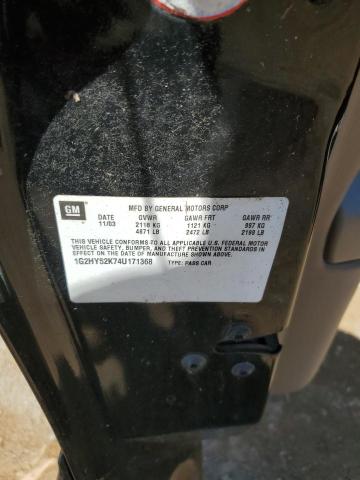 GM
MFD BY GENERAL MOTORS CORP
DATE GVWR GAWR FRT GAWR RR
11/03 2118 KG 1121 KG 997 KG
4671 LB 2472 LB 2199 LB
THIS VEHICLE CONFORMS TO ALL APPLICABLE U.S. FEDERAL MOTOR
VEHICLE SAFETY, BUMPER, AND THEFT PREVENTION STANDARDS IN
EFFECT ON THE DATE OF MANUFACTURE SHOWN ABOVE.
1G2HY52K74U171368 TYPE: PASS CAR